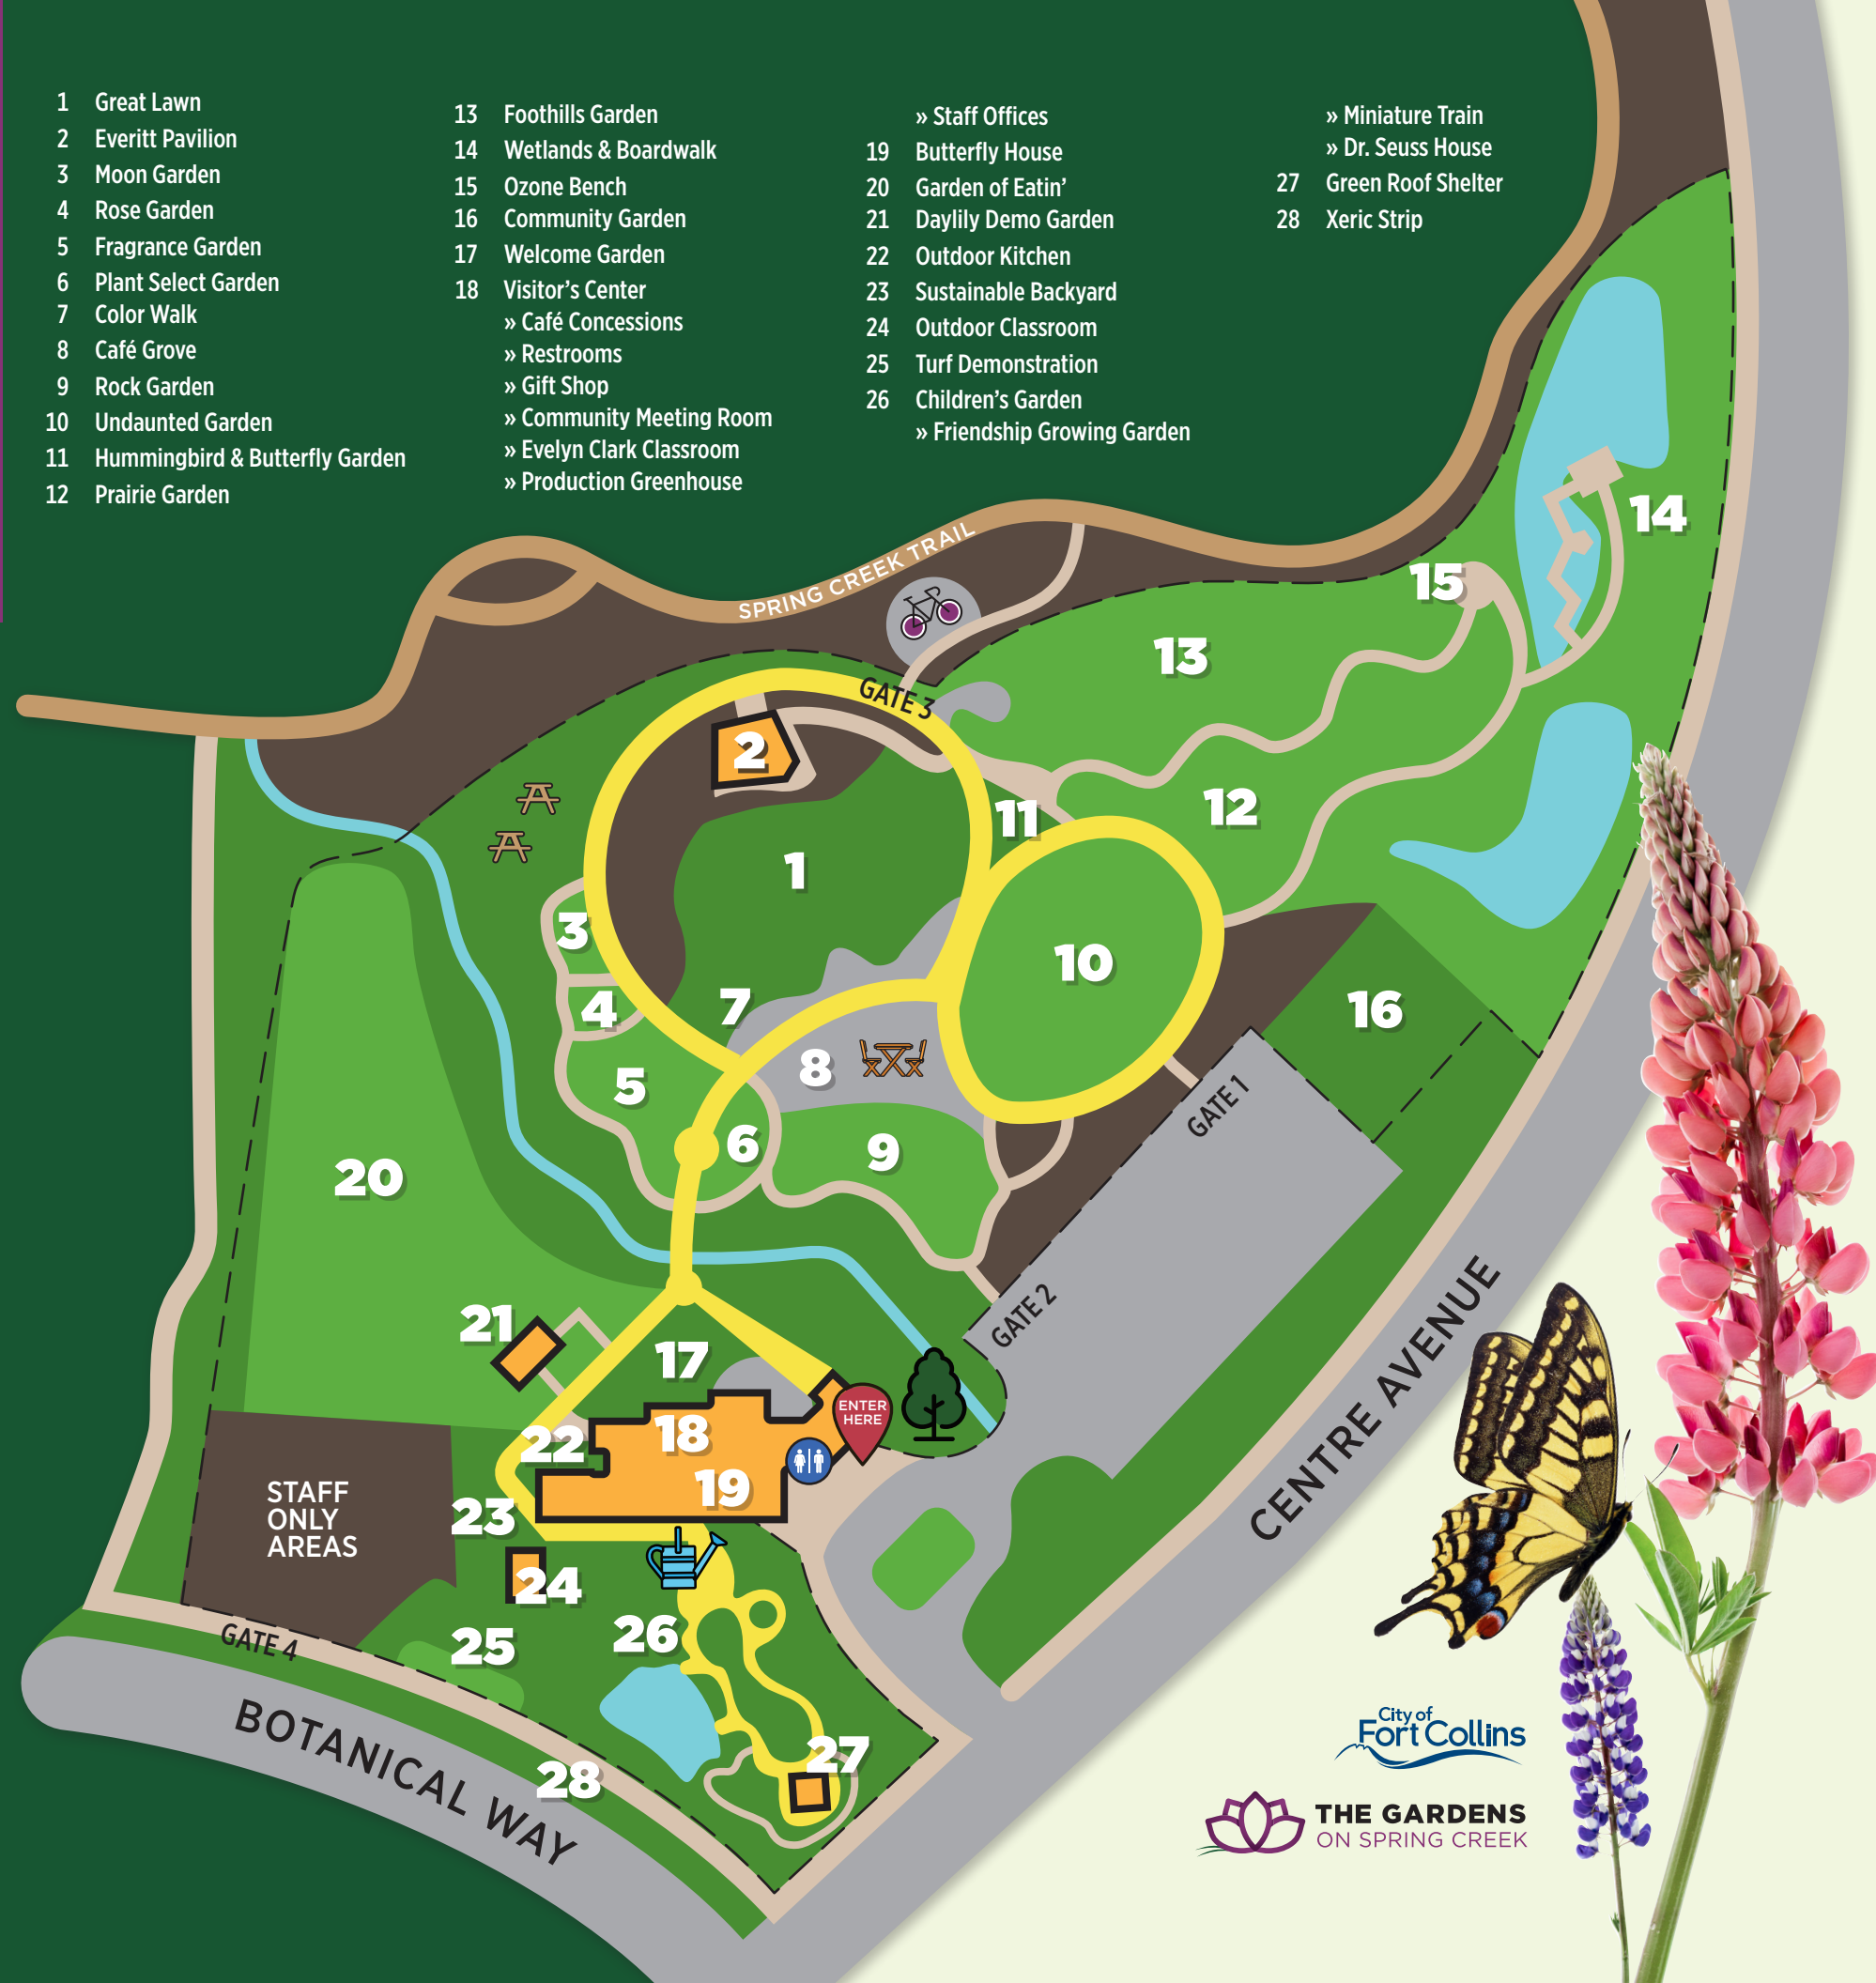 1 Great Lawn
2 Everitt Pavilion
3 Moon Garden
4 Rose Garden
5 Fragrance Garden
6 Plant Select Garden
7 Color Walk
8 Café Grove
9 Rock Garden
10 Undaunted Garden
11 Hummingbird & Butterfly Garden
12 Prairie Garden
13 Foothills Garden
14 Wetlands & Boardwalk
15 Ozone Bench
16 Community Garden
17 Welcome Garden
18 Visitor's Center
» Café Concessions
» Restrooms
» Gift Shop
» Community Meeting Room
» Evelyn Clark Classroom
» Production Greenhouse
» Staff Offices
19 Butterfly House
20 Garden of Eatin’
21 Daylily Demo Garden
22 Outdoor Kitchen
23 Sustainable Backyard
24 Outdoor Classroom
25 Turf Demonstration
26 Children’s Garden
» Friendship Growing Garden
» Miniature Train
» Dr. Seuss House
27 Green Roof Shelter
28 Xeric Strip
SPRING CREEK TRAIL
14
15
13
GATE 3
2
11
12
1
3
10
4
7
16
5
8
GATE 1
6
9
20
GATE 2
21
17
CENTRE AVENUE
ENTER
HERE
18
22
19
STAFF
ONLY
AREAS
23
24
26
25
GATE 4
27
28
BOTANICAL WAY
City of
Fort Collins
THE GARDENS
ON SPRING CREEK